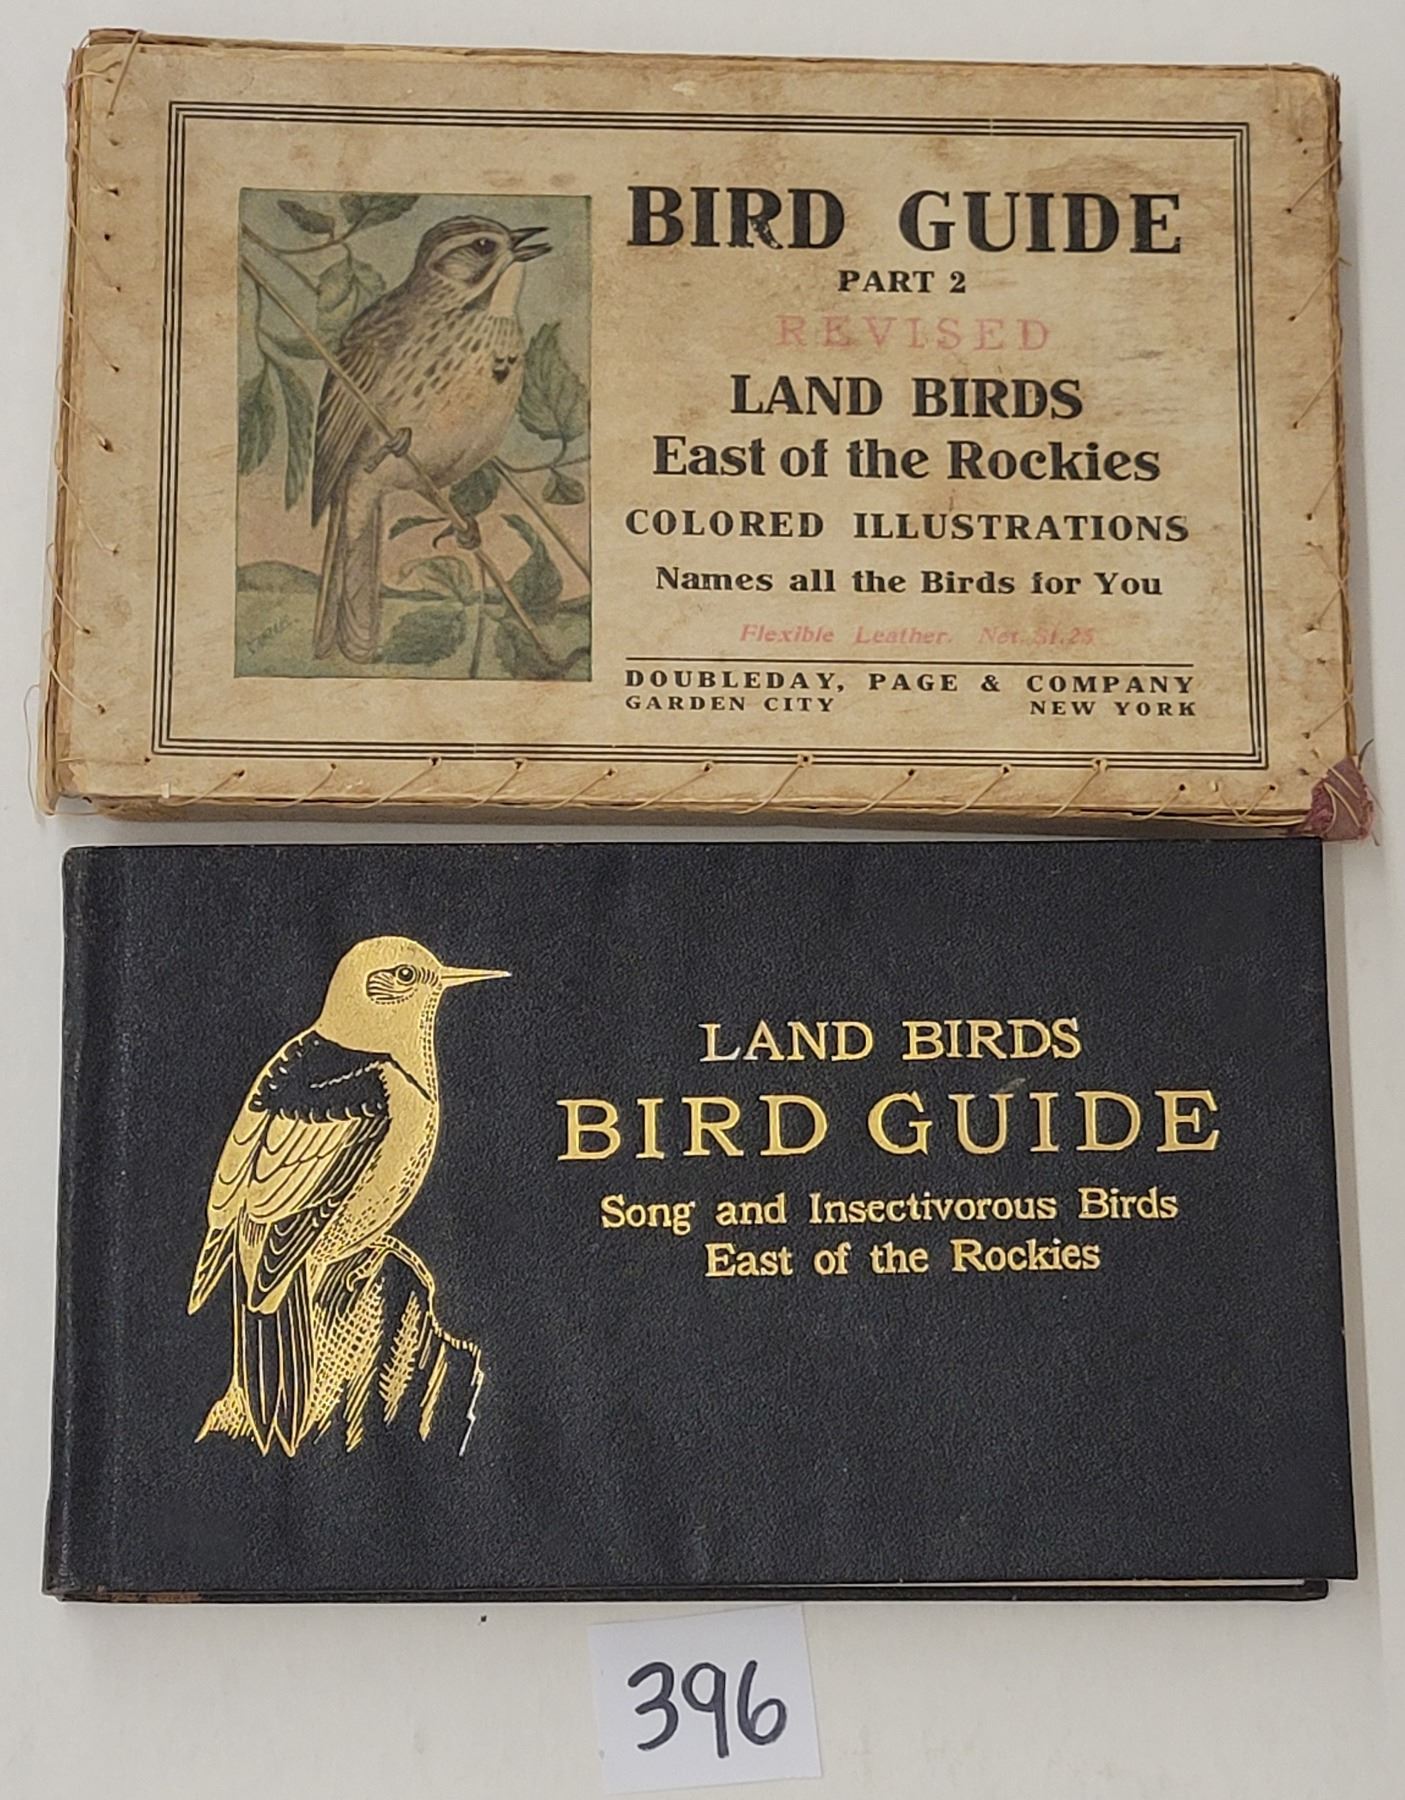 BIRD GUIDE
PART 2
REVISED
LAND BIRDS
East of the Rockies
COLORED ILLUSTRATIONS
Names all the Birds for You
Flexible Leather. Net $1.25
DOUBLEDAY, PAGE & COMPANY
GARDEN CITY NEW YORK
LAND BIRDS
BIRD GUIDE
Song and Insectivorous Birds
East of the Rockies
396